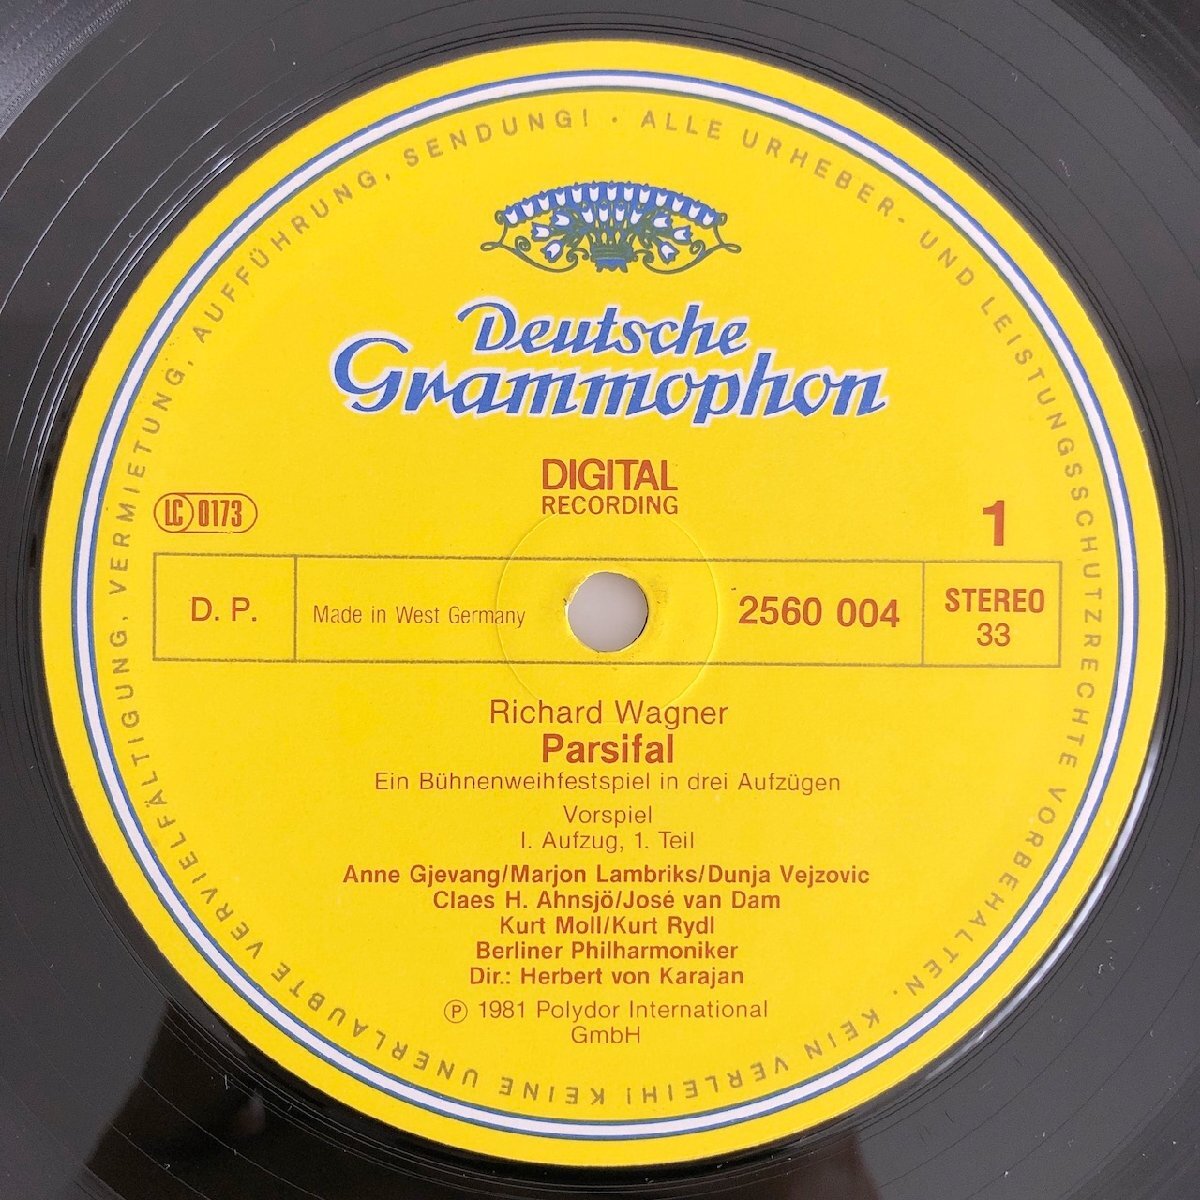 ALLE URHEBER- UND LEISTUNGSSCHUTZRECHTE VORBEHALTEN. KEIN VERLEIH! KEINE UNERLAUBTE VERVIELFÄLTIGUNG, VERMIETUNG, AUFFÜHRUNG, SENDUNG! ·
Deutsche
Grammophon
DIGITAL
RECORDING
LC 0173
1
D. P.
Made in West Germany
2560 004
STEREO
33
Richard Wagner
Parsifal
Ein Bühnenweihfestspiel in drei Aufzügen
Vorspiel
I. Aufzug, 1. Teil
Anne Gjevang/Marjon Lambriks/Dunja Vejzovic
Claes H. Ahnsjö/José van Dam
Kurt Moll/Kurt Rydl
Berliner Philharmoniker
Dir.: Herbert von Karajan
Ⓟ 1981 Polydor International
GmbH